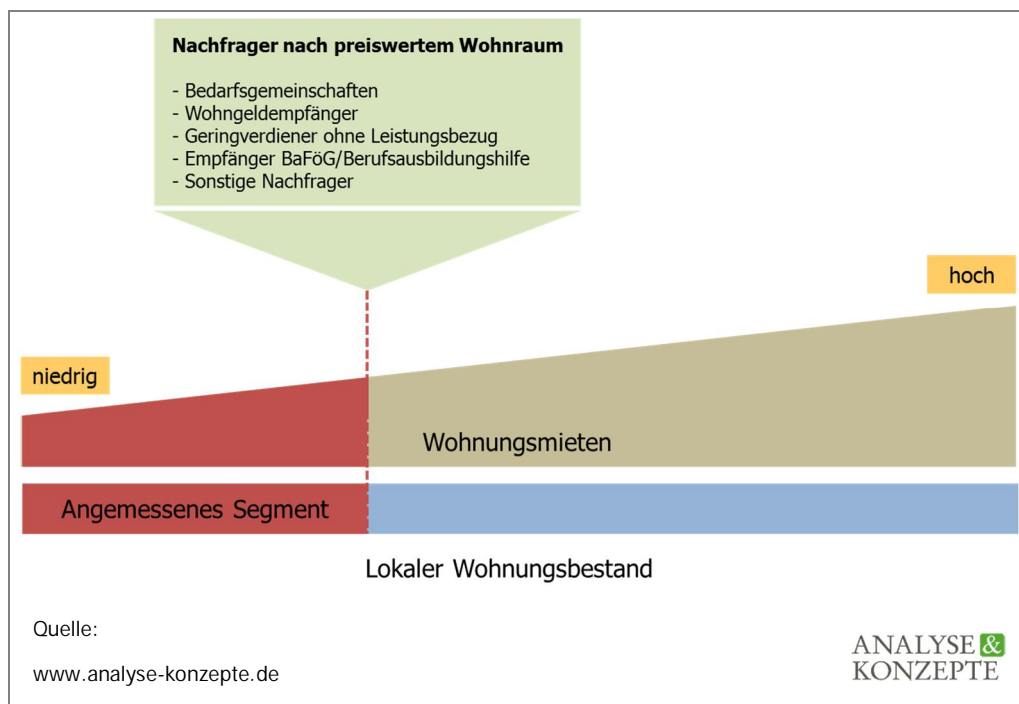 Nachfrager nach preiswertem Wohnraum
- Bedarfsgemeinschaften
- Wohngeldempfänger
- Geringverdiener ohne Leistungsbezug
- Empfänger BaFöG/Berufsausbildungshilfe
- Sonstige Nachfrager
hoch
niedrig
Wohnungsmieten
Angemessenes Segment
Lokaler Wohnungsbestand
Quelle:
www.analyse-konzepte.de
ANALYSE &
KONZEPTE